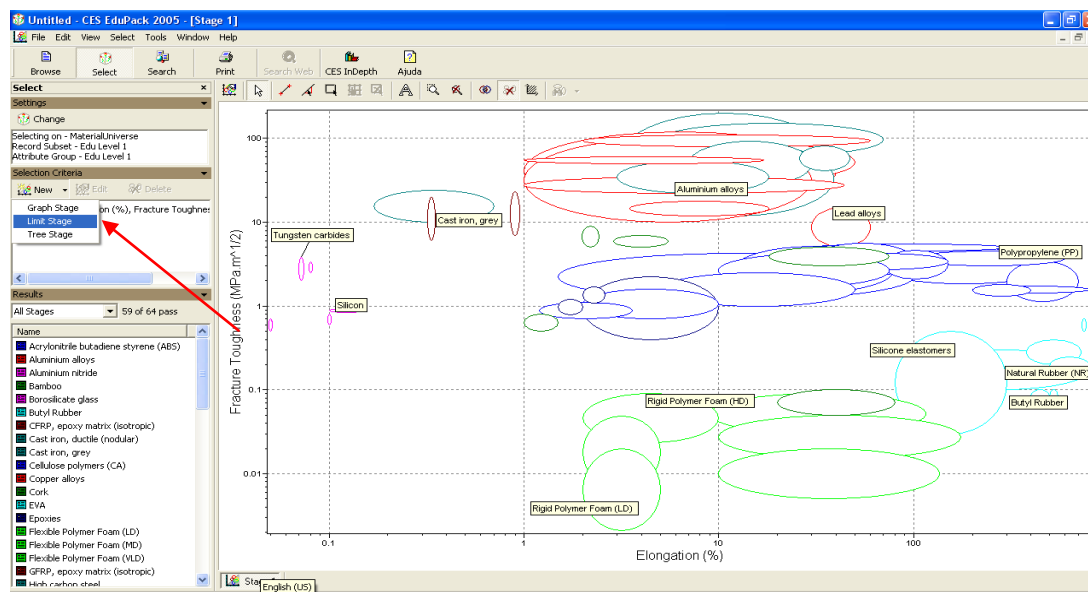 Untitled - CES EduPack 2005 - [Stage 1]
File Edit View Select Tools Window Help
Browse Select Search Print Search Web CES InDepth Ajuda
Select
Settings
Change
Selecting on - MaterialUniverse
Record Subset - Edu Level 1
Attribute Group - Edu Level 1
Selection Criteria
New Edit Delete
Graph Stage
Limit Stage
Tree Stage
on (%), Fracture Toughnes
Results
All Stages 59 of 64 pass
Name
Acrylonitrile butadiene styrene (ABS)
Aluminium alloys
Aluminium nitride
Bamboo
Borosilicate glass
Butyl Rubber
CFRP, epoxy matrix (isotropic)
Cast iron, ductile (nodular)
Cast iron, grey
Cellulose polymers (CA)
Copper alloys
Cork
EVA
Epoxies
Flexible Polymer Foam (LD)
Flexible Polymer Foam (MD)
Flexible Polymer Foam (VLD)
GFRP, epoxy matrix (isotropic)
High carbon steel
Fracture Toughness (MPa.m^1/2)
100
10
1
0.1
0.01
Aluminium alloys
Lead alloys
Cast iron, grey
Tungsten carbides
Polypropylene (PP)
Silicon
Silicone elastomers
Natural Rubber (NR)
Rigid Polymer Foam (HD)
Butyl Rubber
Rigid Polymer Foam (LD)
0.1 1 10 100
Elongation (%)
Sta
English (US)